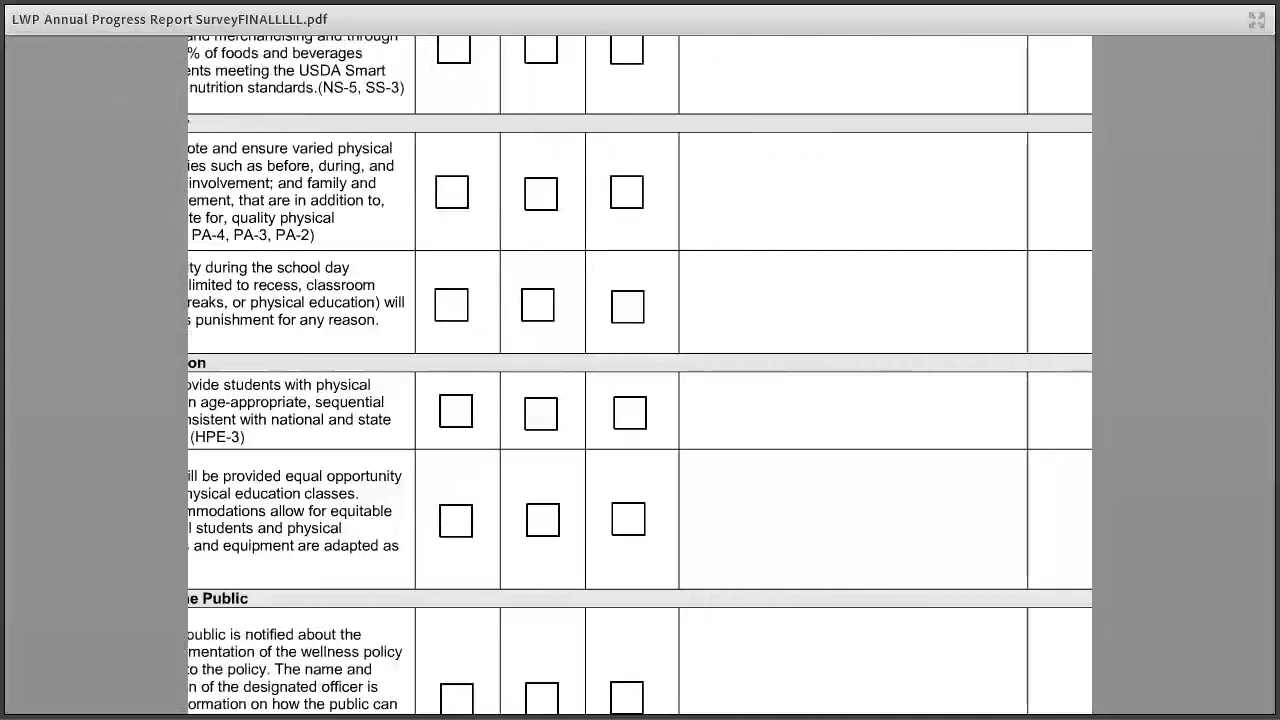 LWP Annual Progress Report SurveyFINALLLLL.pdf
and merchandising and through
% of foods and beverages
ents meeting the USDA Smart
nutrition standards.(NS-5, SS-3)
ote and ensure varied physical
ies such as before, during, and
involvement; and family and
ement, that are in addition to,
te for, quality physical
PA-4, PA-3, PA-2)
ty during the school day
limited to recess, classroom
reaks, or physical education) will
s punishment for any reason.
on
ovide students with physical
n age-appropriate, sequential
nsistent with national and state
(HPE-3)
ill be provided equal opportunity
hysical education classes.
mmodations allow for equitable
l students and physical
and equipment are adapted as
e Public
public is notified about the
mentation of the wellness policy
to the policy. The name and
n of the designated officer is
ormation on how the public can